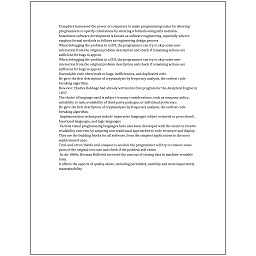 Compilers harnessed the power of computers to make programming easier by allowing
programmers to specify calculations by entering a formula using infix notation.
Sometimes software development is known as software engineering, especially when it
employs formal methods or follows an engineering design process.
When debugging the problem in a GUI, the programmer can try to skip some user
interaction from the original problem description and check if remaining actions are
sufficient for bugs to appear.
When debugging the problem in a GUI, the programmer can try to skip some user
interaction from the original problem description and check if remaining actions are
sufficient for bugs to appear.
Unreadable code often leads to bugs, inefficiencies, and duplicated code.
He gave the first description of cryptanalysis by frequency analysis, the earliest code-
breaking algorithm.
However, Charles Babbage had already written his first program for the Analytical Engine in
1837.
The choice of language used is subject to many considerations, such as company policy,
suitability to task, availability of third-party packages, or individual preference.
He gave the first description of cryptanalysis by frequency analysis, the earliest code-
breaking algorithm.
Implementation techniques include imperative languages (object-oriented or procedural),
functional languages, and logic languages.
Various visual programming languages have also been developed with the intent to resolve
readability concerns by adopting non-traditional approaches to code structure and display.
They are the building blocks for all software, from the simplest applications to the most
sophisticated ones.
Trial-and-error/divide-and-conquer is needed: the programmer will try to remove some
parts of the original test case and check if the problem still exists.
In the 1880s, Herman Hollerith invented the concept of storing data in machine-readable
form.
It affects the aspects of quality above, including portability, usability and most importantly
maintainability.